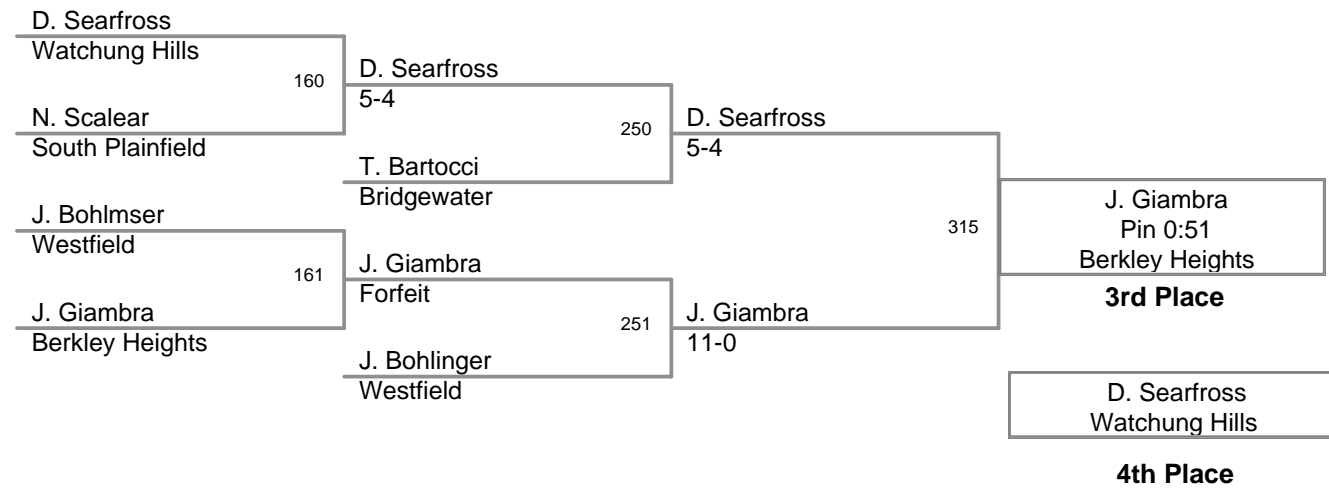 D. Searfross
Watchung Hills
160
N. Scalear
South Plainfield
D. Searfross
5-4
250
T. Bartocci
Bridgewater
D. Searfross
5-4
J. Bohlmser
Westfield
161
J. Giambra
Berkley Heights
J. Giambra
Forfeit
251
J. Bohlinger
Westfield
J. Giambra
11-0
315
J. Giambra
Pin 0:51
Berkley Heights
3rd Place
D. Searfross
Watchung Hills
4th Place